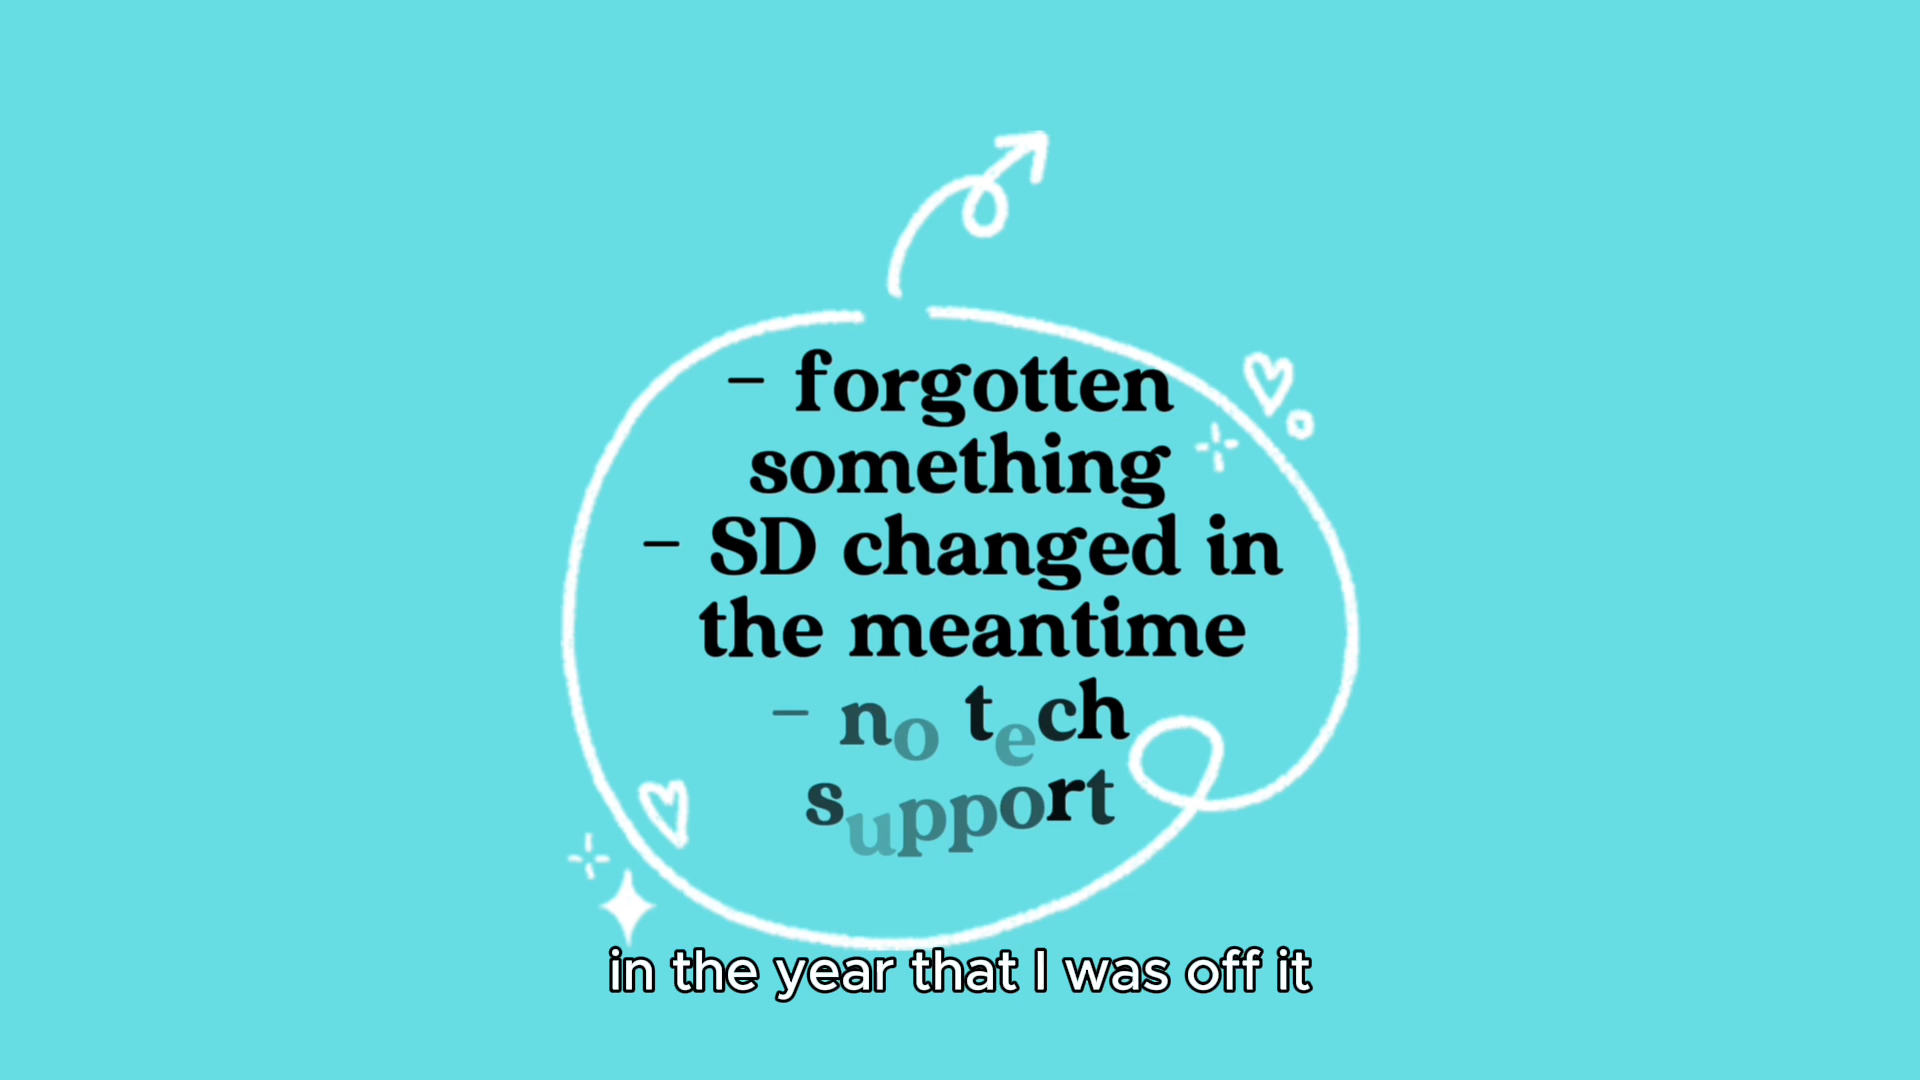 - forgotten
something
- SD changed in
the meantime
- no tech
support
in the year that I was off it